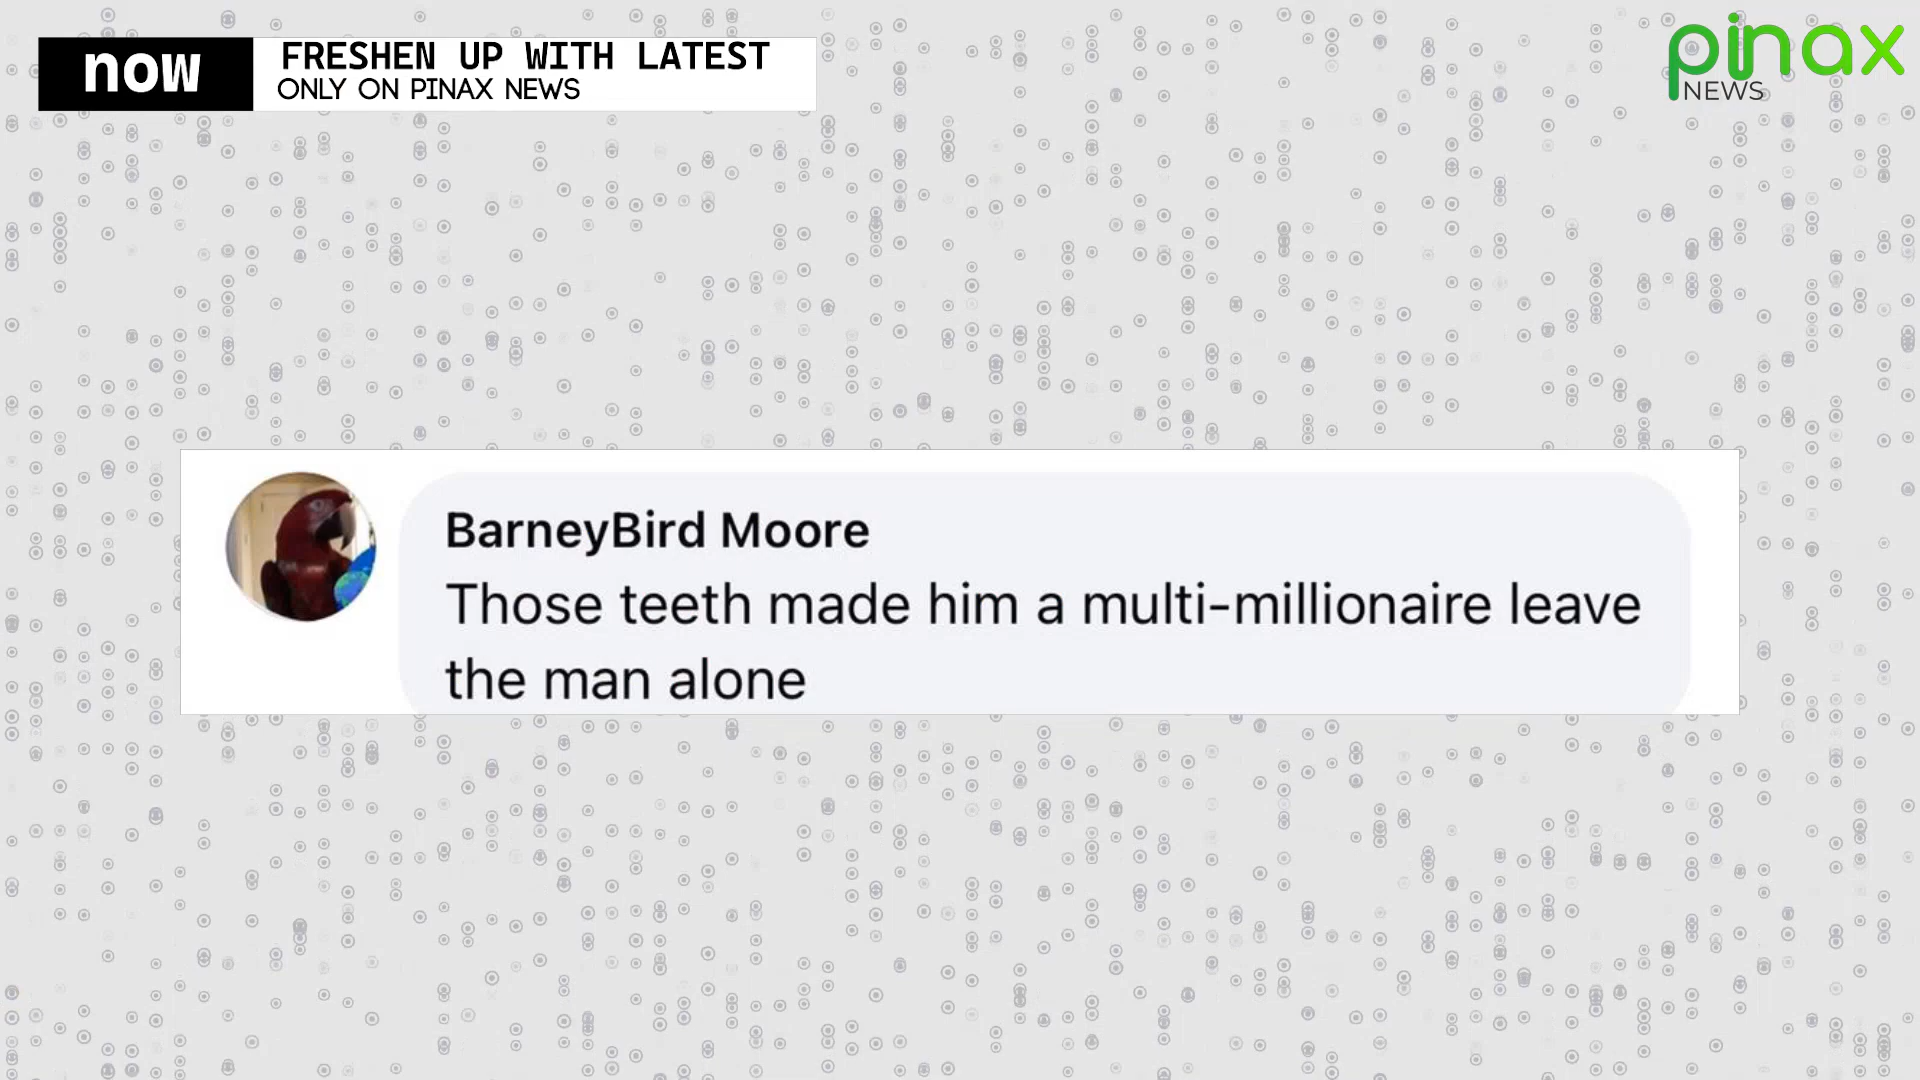 now
FRESHEN UP WITH LATEST
ONLY ON PINAX NEWS
pinax
NEWS
BarneyBird Moore
Those teeth made him a multi-millionaire leave
the man alone